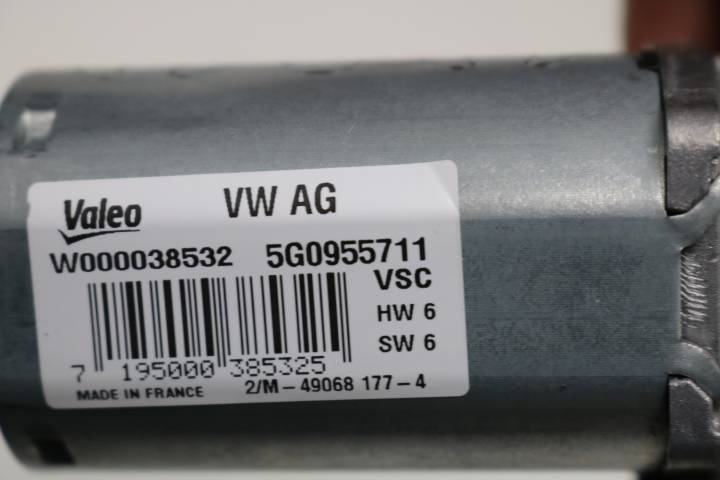 Valeo VW AG
W000038532 5G0955711
VSC
HW 6
SW 6
7 195000 385325
MADE IN FRANCE 2/M-49068 177-4